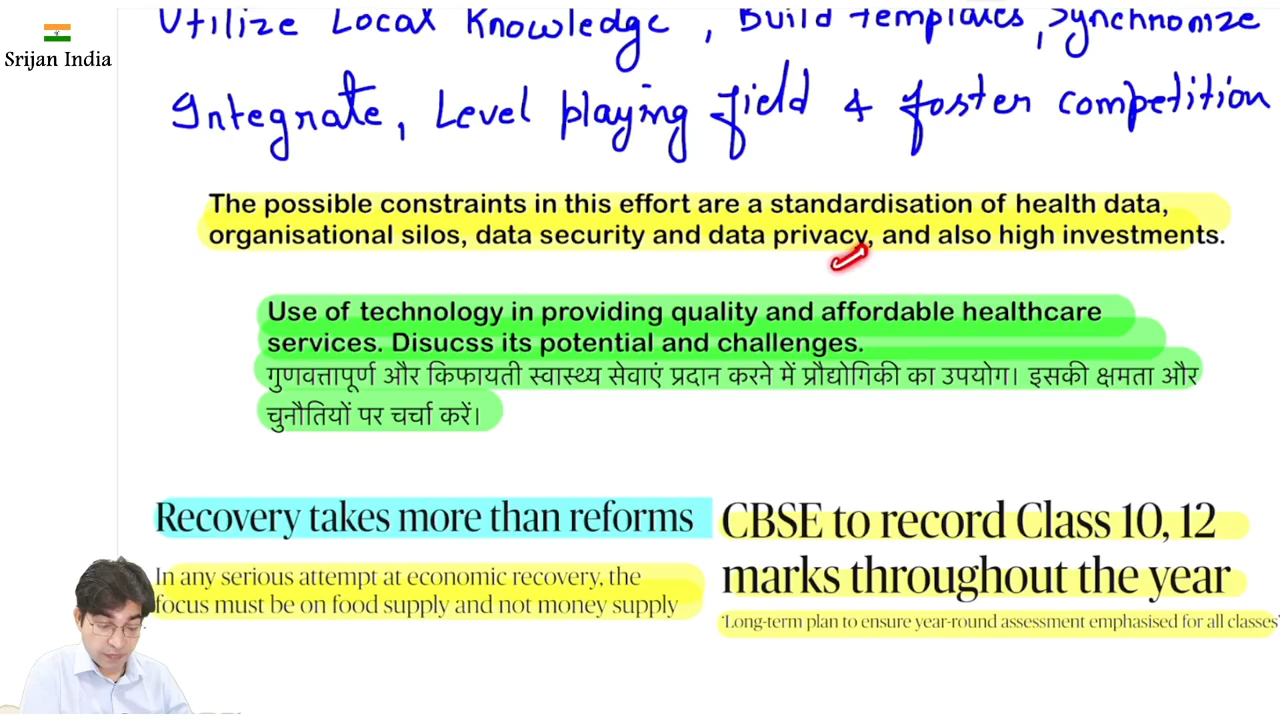 Utilize Local Knowledge, Build templates, Synchronize
Srijan India
Integrate, Level playing field & foster competition
The possible constraints in this effort are a standardisation of health data,
organisational silos, data security and data privacy, and also high investments.
Use of technology in providing quality and affordable healthcare
services. Disucss its potential and challenges.
गुणवत्तापूर्ण और किफायती स्वास्थ्य सेवाएं प्रदान करने में प्रौद्योगिकी का उपयोग। इसकी क्षमता और
चुनौतियों पर चर्चा करें।
Recovery takes more than reforms
In any serious attempt at economic recovery, the
focus must be on food supply and not money supply
CBSE to record Class 10, 12
marks throughout the year
‘Long-term plan to ensure year-round assessment emphasised for all classes’